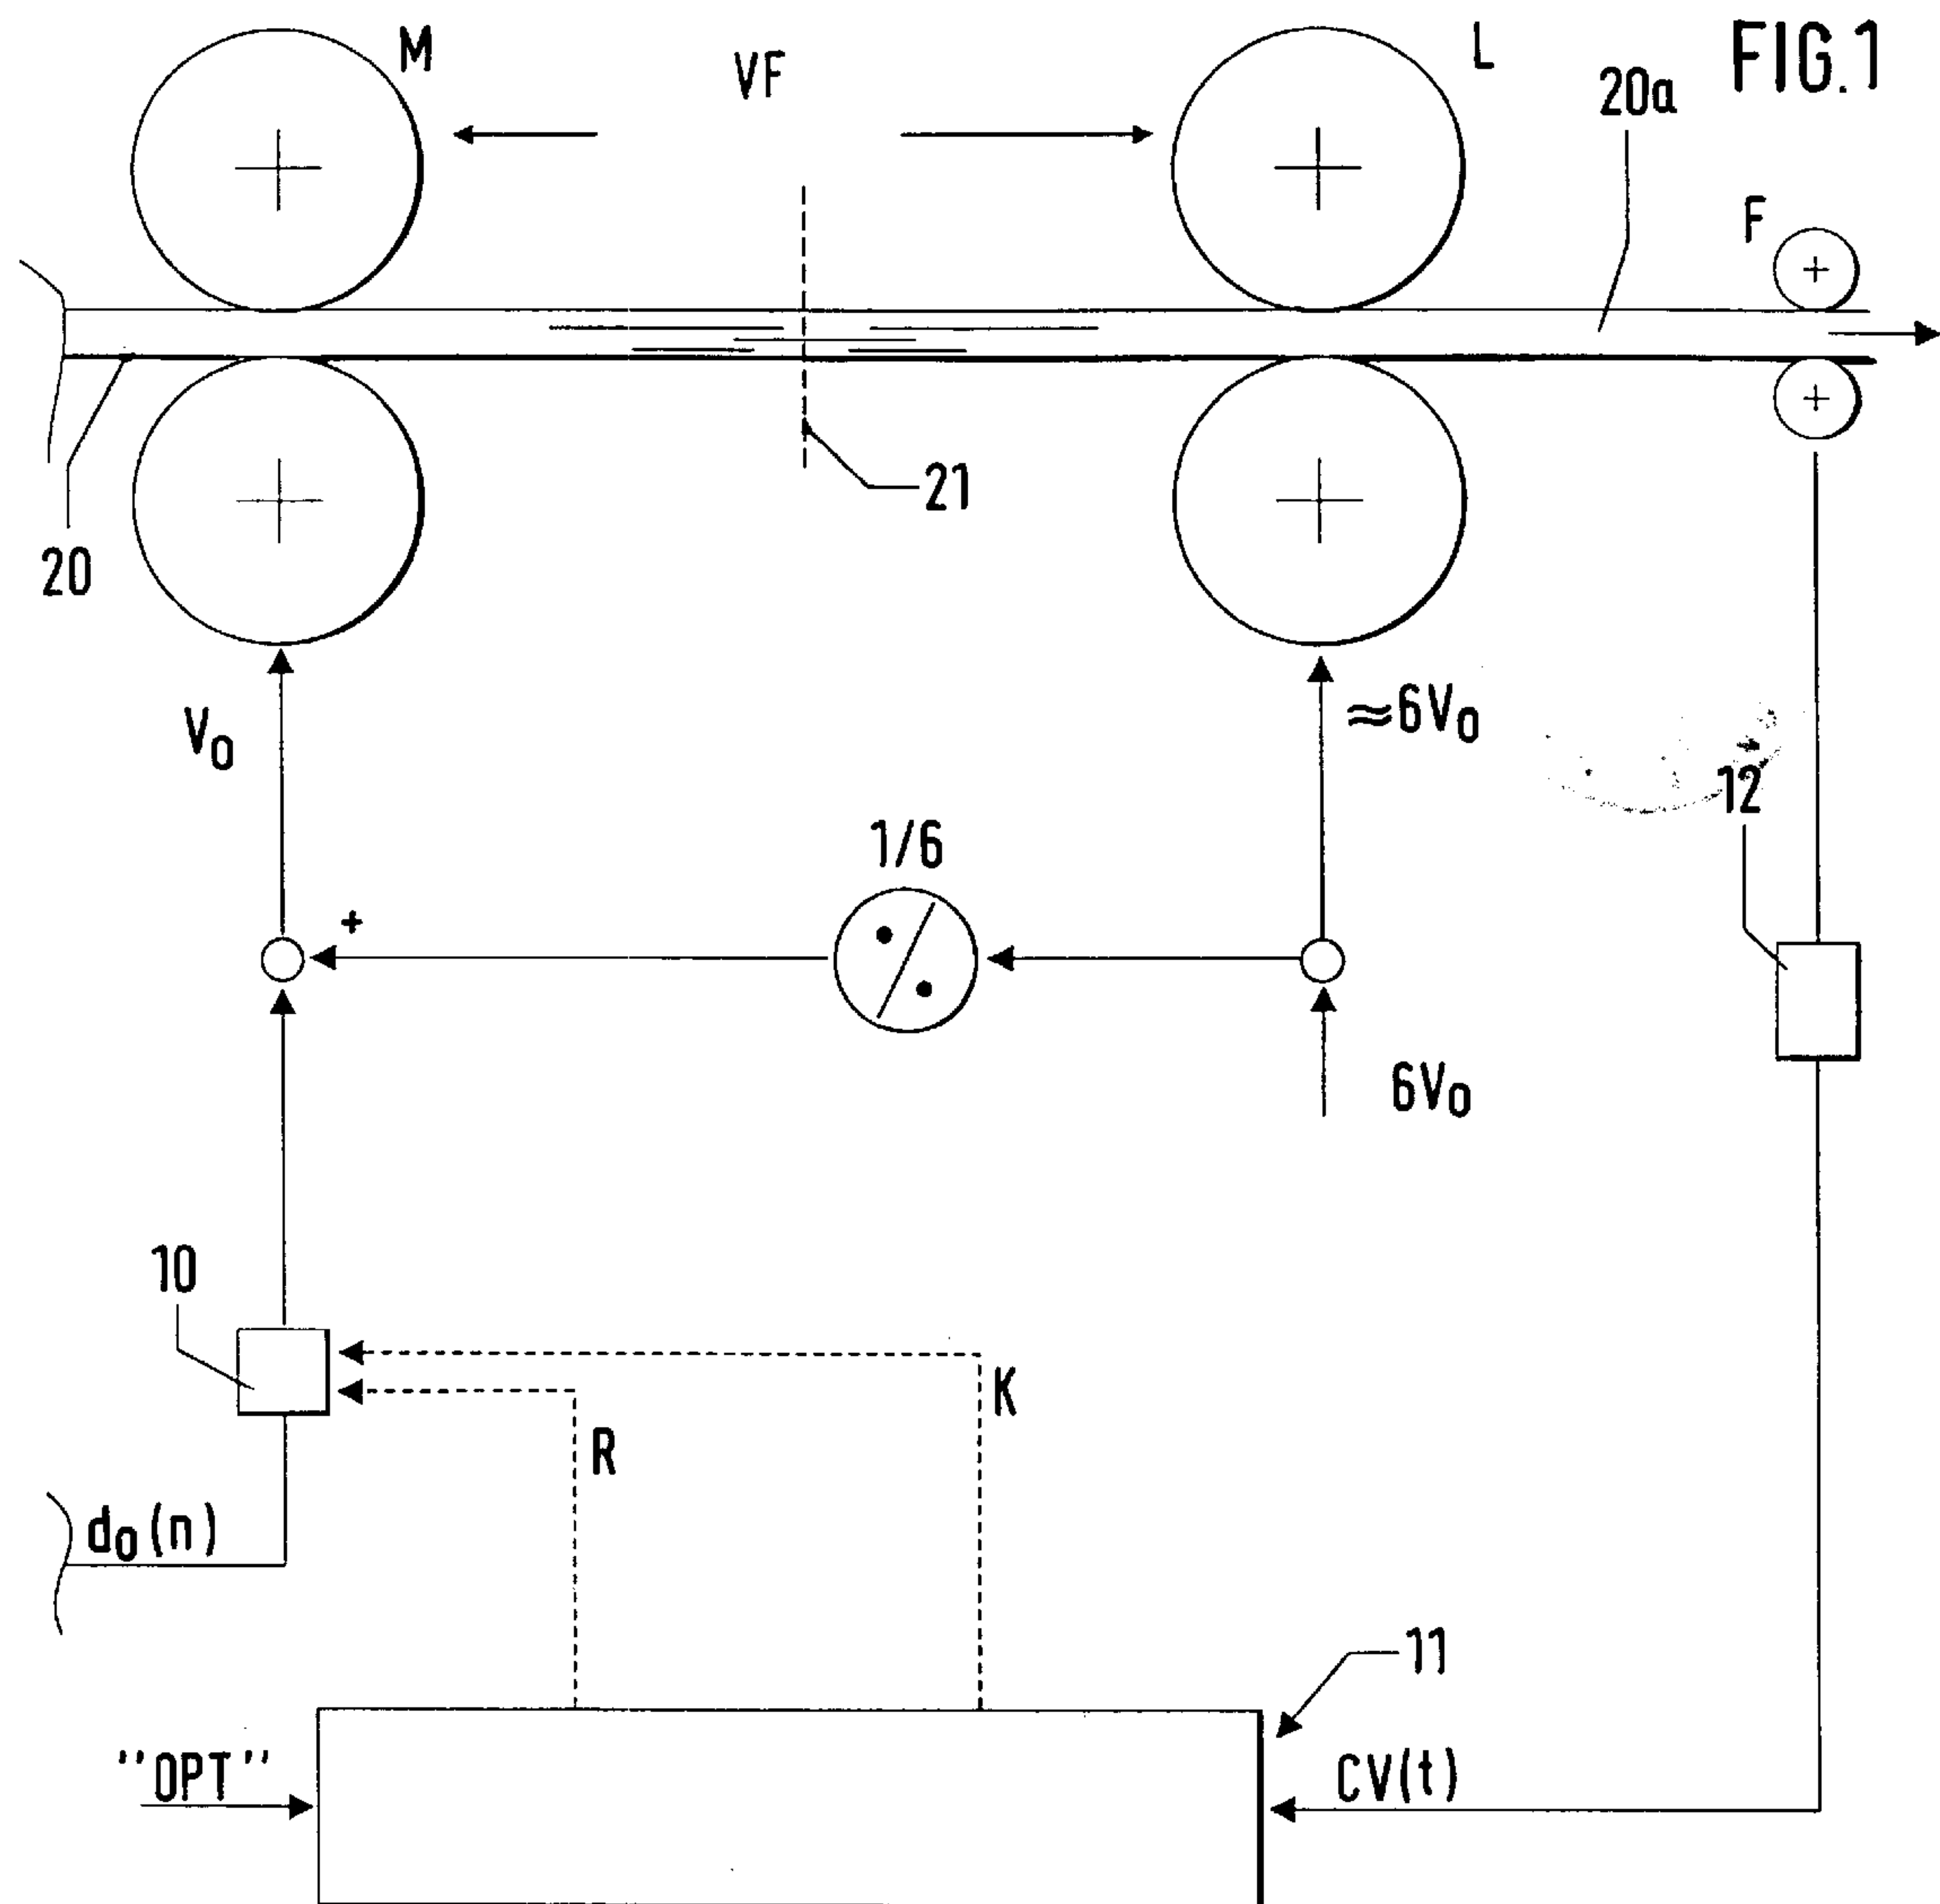 FIG.1
M
VF
L
20a
F
20
21
V₀
≈6V₀
12
1/6
+
6V₀
10
K
R
d₀(n)
11
"OPT"
CV(t)